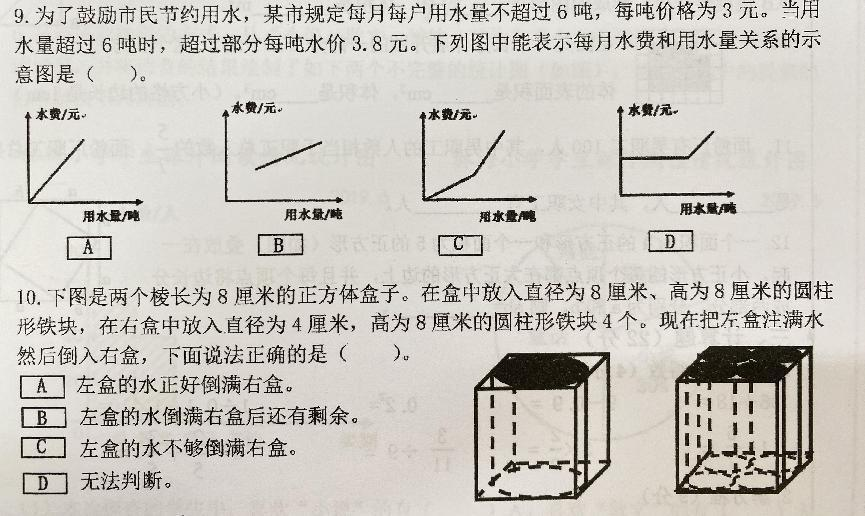 9.为了鼓励市民节约用水，某市规定每月每户用水量不超过6吨，每吨价格为3元。当用
水量超过6吨时，超过部分每吨水价3.8元。下列图中能表示每月水费和用水量关系的示
意图是（　　）。
水费/元 水费/元 水费/元 水费/元
用水量/吨 用水量/吨 用水量/吨 用水量/吨
A B C D
10.下图是两个棱长为8厘米的正方体盒子。在盒中放入直径为8厘米、高为8厘米的圆柱
形铁块，在右盒中放入直径为4厘米，高为8厘米的圆柱形铁块4个。现在把左盒注满水
然后倒入右盒，下面说法正确的是（　　）。
A 左盒的水正好倒满右盒。
B 左盒的水倒满右盒后还有剩余。
C 左盒的水不够倒满右盒。
D 无法判断。